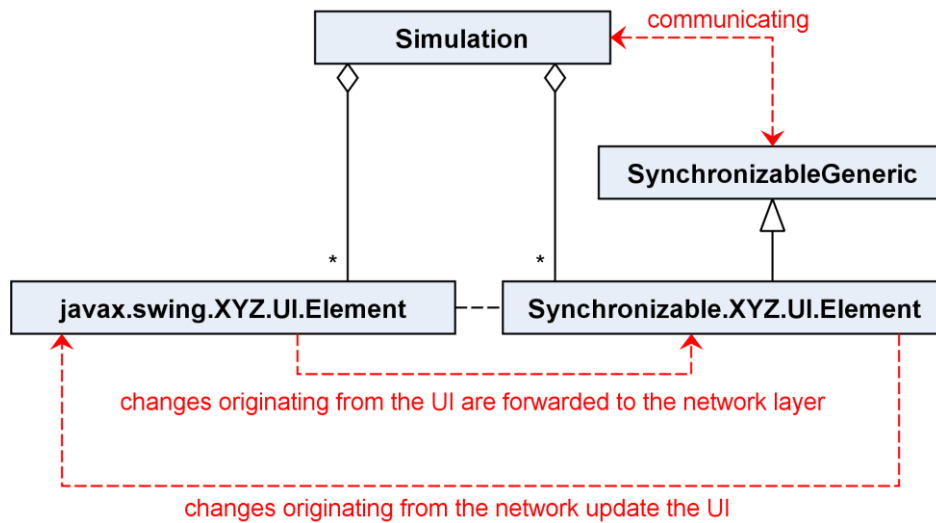 communicating
Simulation
SynchronizableGeneric
*
*
javax.swing.XYZ.UI.Element
Synchronizable.XYZ.UI.Element
changes originating from the UI are forwarded to the network layer
changes originating from the network update the UI